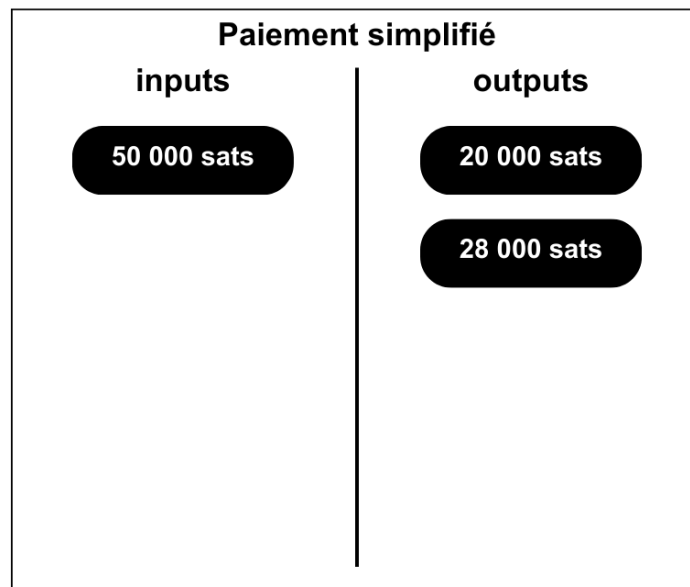 Paiement simplifié
inputs
outputs
50 000 sats
20 000 sats
28 000 sats